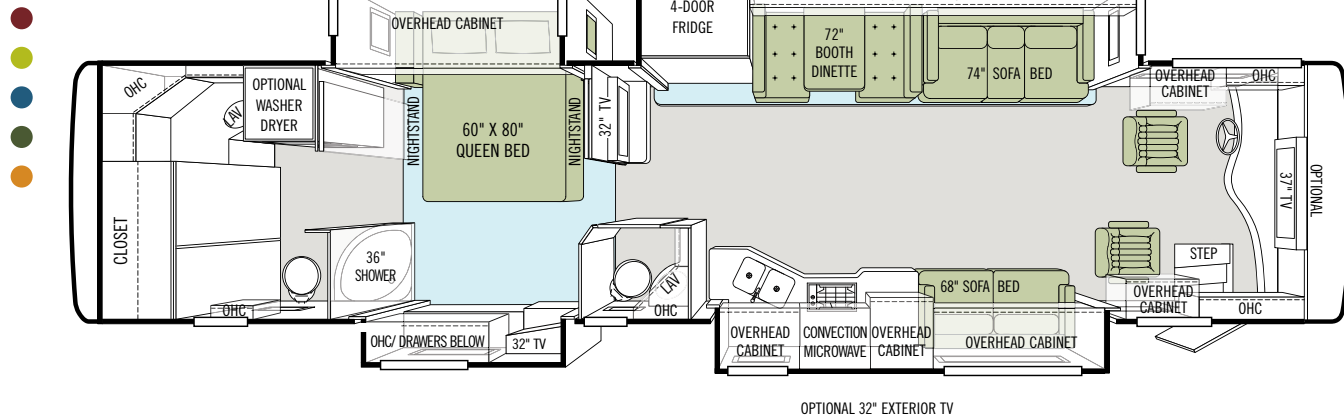 4-DOOR
FRIDGE
OVERHEAD CABINET
72"
BOOTH
DINETTE
74" SOFA BED
OVERHEAD
CABINET
OHC
OHC
OPTIONAL
WASHER
DRYER
LAV
NIGHTSTAND
60" X 80"
QUEEN BED
NIGHTSTAND
32" TV
37" TV
OPTIONAL
CLOSET
36"
SHOWER
LAV
68" SOFA BED
STEP
OHC
OHC
OVERHEAD
CABINET
OHC
OHC/ DRAWERS BELOW
32" TV
OVERHEAD
CABINET
CONVECTION
MICROWAVE
OVERHEAD
CABINET
OVERHEAD CABINET
OPTIONAL 32" EXTERIOR TV